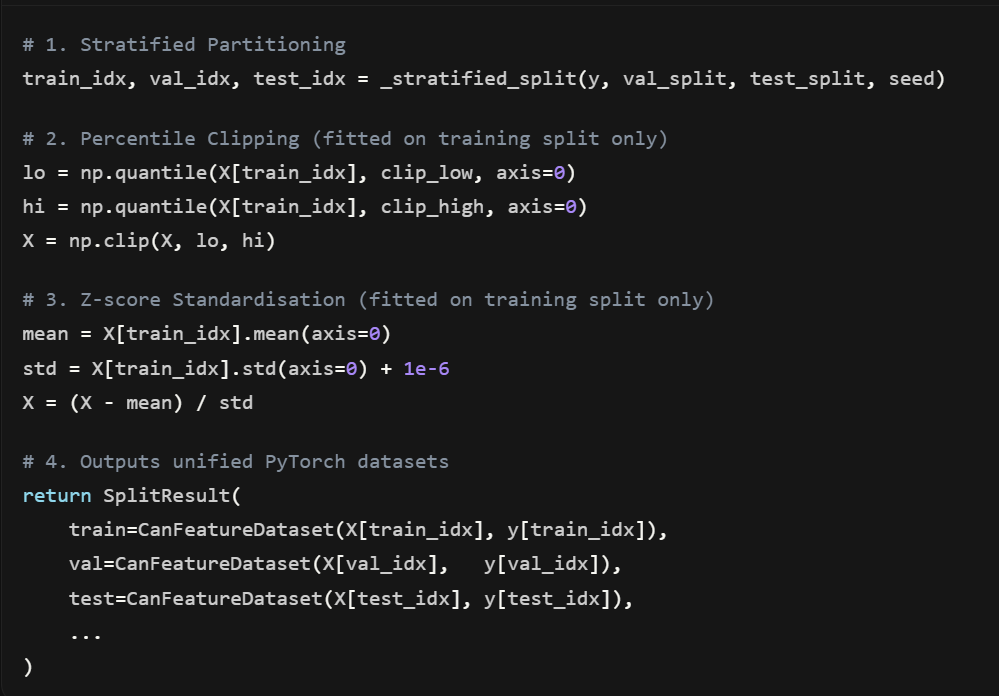 # 1. Stratified Partitioning
train_idx, val_idx, test_idx = _stratified_split(y, val_split, test_split, seed)
# 2. Percentile Clipping (fitted on training split only)
lo = np.quantile(X[train_idx], clip_low, axis=0)
hi = np.quantile(X[train_idx], clip_high, axis=0)
X = np.clip(X, lo, hi)
# 3. Z-score Standardisation (fitted on training split only)
mean = X[train_idx].mean(axis=0)
std = X[train_idx].std(axis=0) + 1e-6
X = (X - mean) / std
# 4. Outputs unified PyTorch datasets
return SplitResult(
    train=CanFeatureDataset(X[train_idx], y[train_idx]),
    val=CanFeatureDataset(X[val_idx],   y[val_idx]),
    test=CanFeatureDataset(X[test_idx], y[test_idx]),
    ...
)